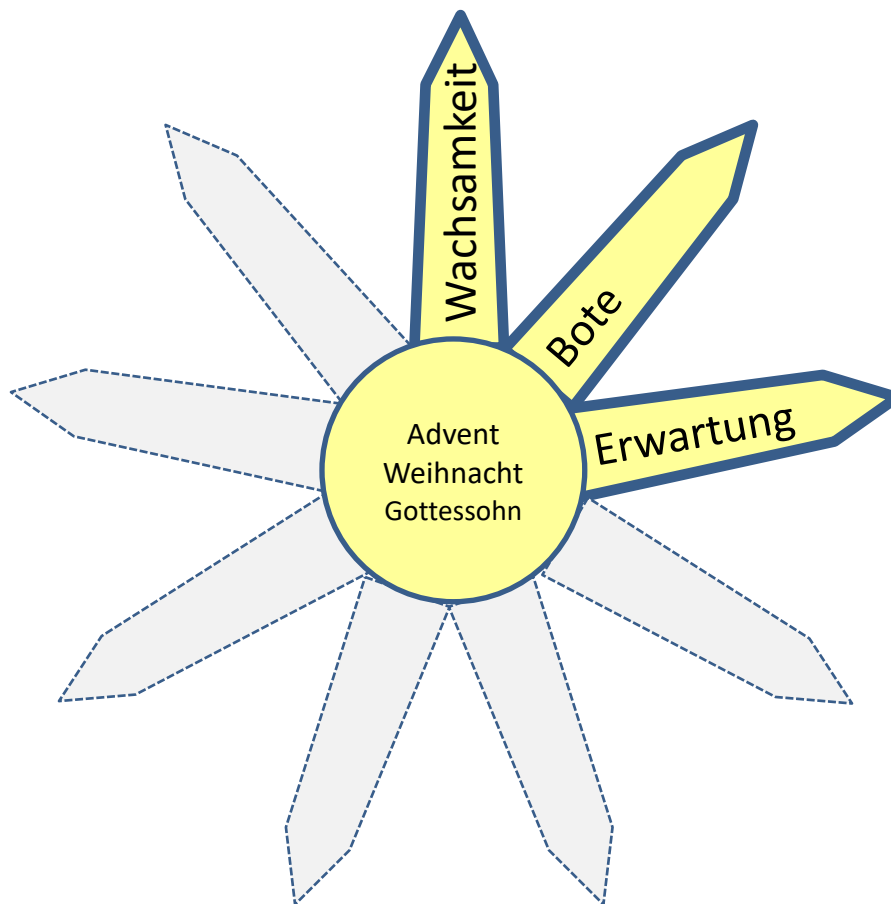 Wachsamkeit
Bote
Erwartung
Advent
Weihnacht
Gottessohn